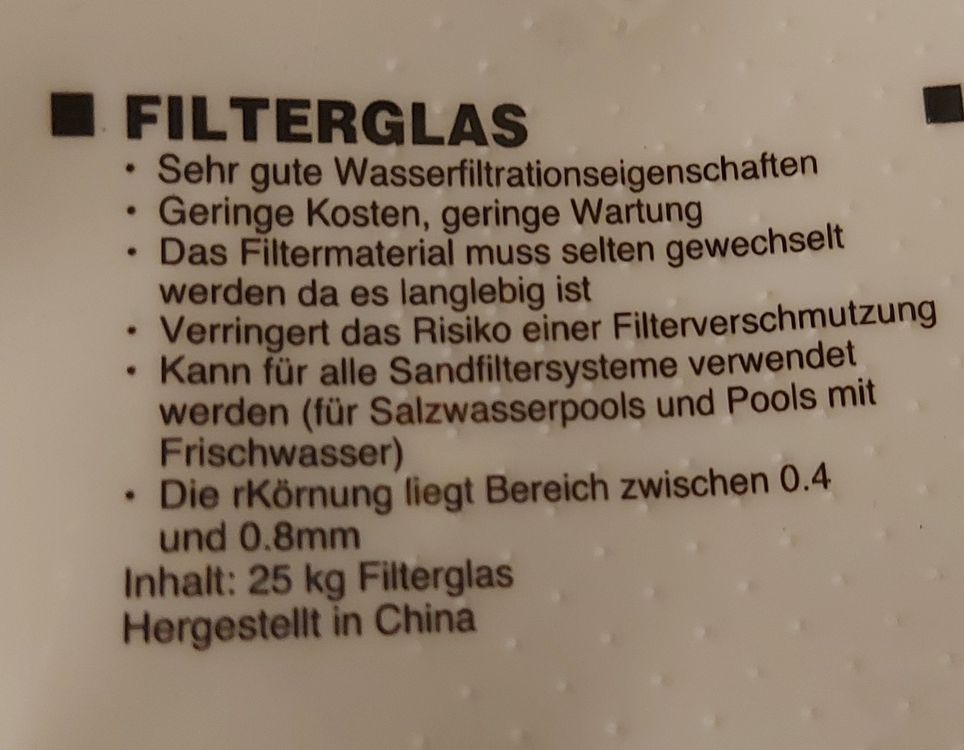 ■ FILTERGLAS
• Sehr gute Wasserfiltrationseigenschaften
• Geringe Kosten, geringe Wartung
• Das Filtermaterial muss selten gewechselt
werden da es langlebig ist
• Verringert das Risiko einer Filterverschmutzung
• Kann für alle Sandfiltersysteme verwendet
werden (für Salzwasserpools und Pools mit
Frischwasser)
• Die rKörnung liegt Bereich zwischen 0.4
und 0.8mm
Inhalt: 25 kg Filterglas
Hergestellt in China